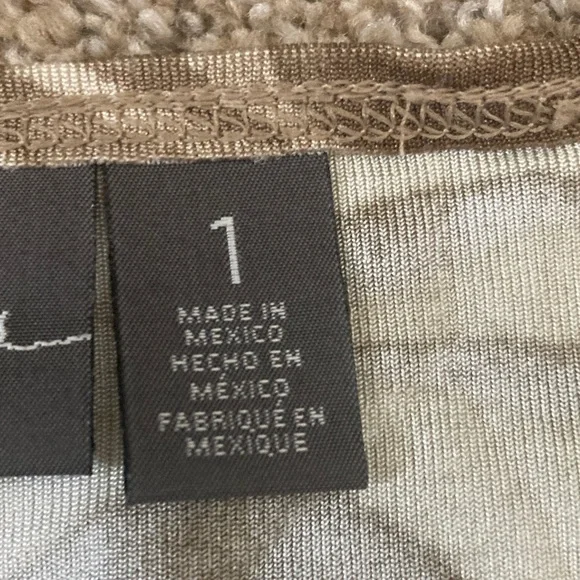 1
MADE IN
MEXICO
HECHO EN
MÉXICO
FABRIQUÉ EN
MEXIQUE